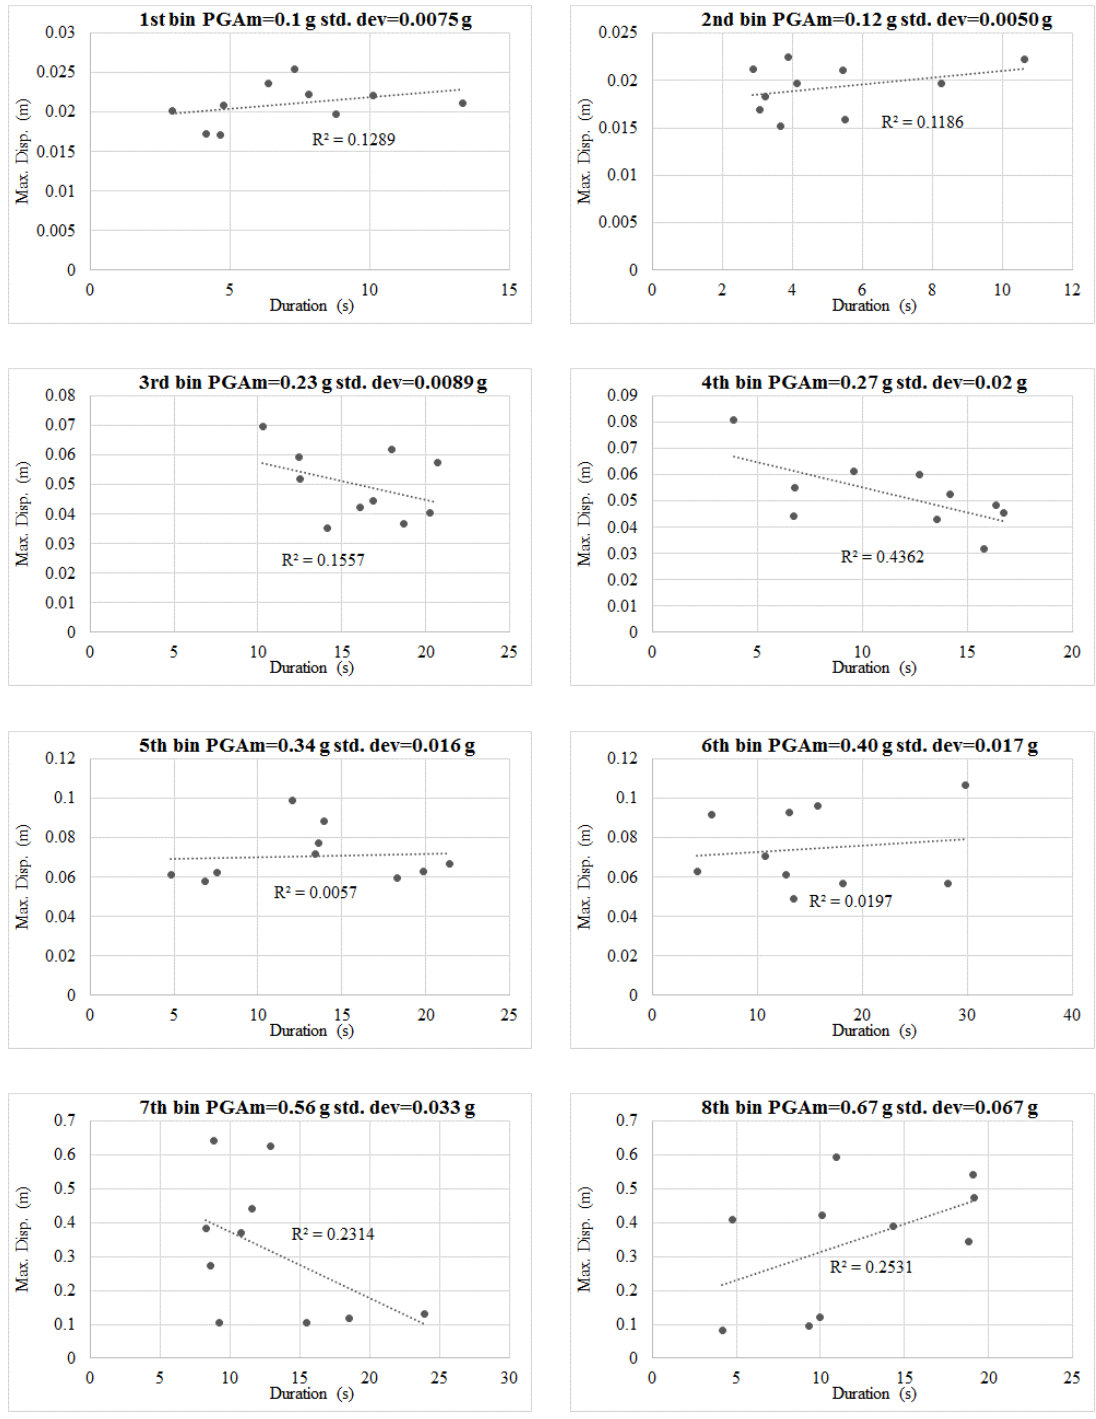 1st bin PGAm=0.1 g std. dev=0.0075 g
0.03
0.025
0.02
0.015
0.01
0.005
0
Max. Disp. (m)
R² = 0.1289
0 5 10 15
Duration (s)
2nd bin PGAm=0.12 g std. dev=0.0050 g
0.025
0.02
0.015
0.01
0.005
0
Max. Disp. (m)
R² = 0.1186
0 2 4 6 8 10 12
Duration (s)
3rd bin PGAm=0.23 g std. dev=0.0089 g
0.08
0.07
0.06
0.05
0.04
0.03
0.02
0.01
0
Max. Disp. (m)
R² = 0.1557
0 5 10 15 20 25
Duration (s)
4th bin PGAm=0.27 g std. dev=0.02 g
0.09
0.08
0.07
0.06
0.05
0.04
0.03
0.02
0.01
0
Max. Disp. (m)
R² = 0.4362
0 5 10 15 20
Duration (s)
5th bin PGAm=0.34 g std. dev=0.016 g
0.12
0.1
0.08
0.06
0.04
0.02
0
Max. Disp. (m)
R² = 0.0057
0 5 10 15 20 25
Duration (s)
6th bin PGAm=0.40 g std. dev=0.017 g
0.12
0.1
0.08
0.06
0.04
0.02
0
Max. Disp. (m)
R² = 0.0197
0 10 20 30 40
Duration (s)
7th bin PGAm=0.56 g std. dev=0.033 g
0.7
0.6
0.5
0.4
0.3
0.2
0.1
0
Max. Disp. (m)
R² = 0.2314
0 5 10 15 20 25 30
Duration (s)
8th bin PGAm=0.67 g std. dev=0.067 g
0.7
0.6
0.5
0.4
0.3
0.2
0.1
0
Max. Disp. (m)
R² = 0.2531
0 5 10 15 20 25
Duration (s)